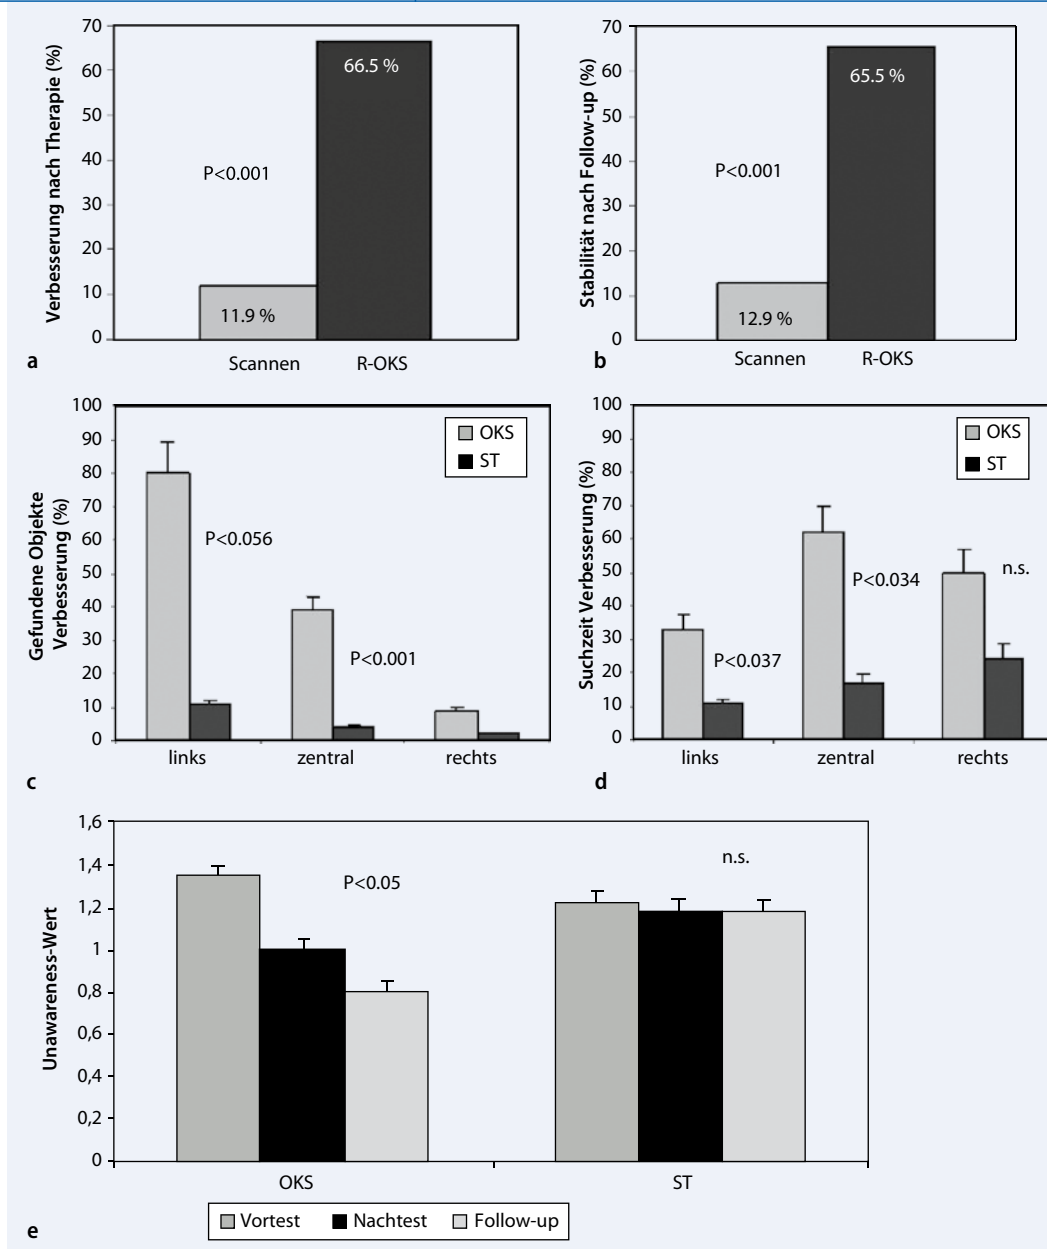 Verbesserung nach Therapie (%)
70
60
50
40
30
20
10
0
P<0.001
66.5 %
11.9 %
Scannen R-OKS
a
Stabilität nach Follow-up (%)
70
60
50
40
30
20
10
0
P<0.001
65.5 %
12.9 %
Scannen R-OKS
b
Gefundene Objekte
Verbesserung (%)
100
90
80
70
60
50
40
30
20
10
0
OKS
ST
P<0.056
P<0.001
links zentral rechts
c
Suchzeit Verbesserung (%)
100
90
80
70
60
50
40
30
20
10
0
OKS
ST
P<0.037
P<0.034
n.s.
links zentral rechts
d
Unawareness-Wert
1,6
1,4
1,2
1
0,8
0,6
0,4
0,2
0
P<0.05
n.s.
OKS ST
Vortest Nachtest Follow-up
e